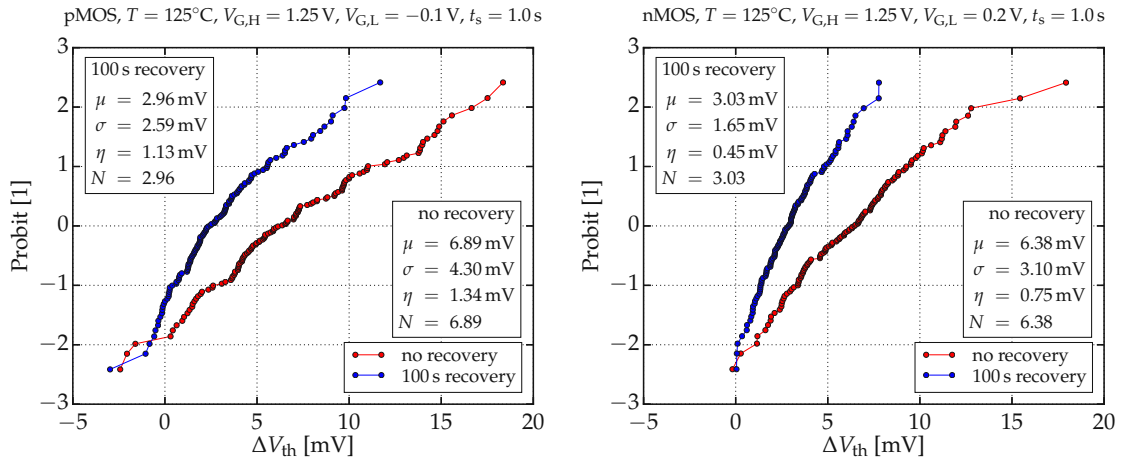 pMOS, T = 125°C, V_G,H = 1.25 V, V_G,L = −0.1 V, t_s = 1.0 s
3
2
1
0
−1
−2
−3
Probit [1]
100 s recovery
μ = 2.96 mV
σ = 2.59 mV
η = 1.13 mV
N = 2.96
no recovery
μ = 6.89 mV
σ = 4.30 mV
η = 1.34 mV
N = 6.89
no recovery
100 s recovery
−5 0 5 10 15 20
ΔV_th [mV]
nMOS, T = 125°C, V_G,H = 1.25 V, V_G,L = 0.2 V, t_s = 1.0 s
3
2
1
0
−1
−2
−3
Probit [1]
100 s recovery
μ = 3.03 mV
σ = 1.65 mV
η = 0.45 mV
N = 3.03
no recovery
μ = 6.38 mV
σ = 3.10 mV
η = 0.75 mV
N = 6.38
no recovery
100 s recovery
−5 0 5 10 15 20
ΔV_th [mV]